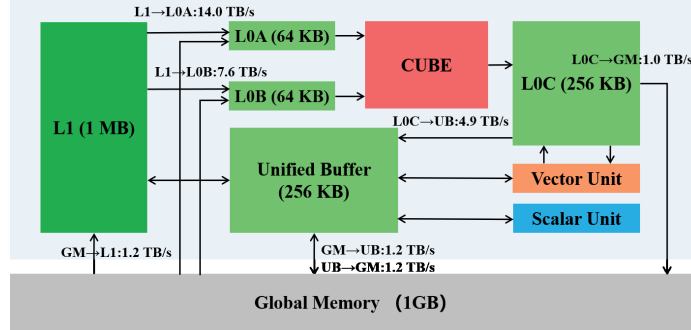 L1→L0A:14.0 TB/s
L0A (64 KB)
CUBE
L0C→GM:1.0 TB/s
L0C (256 KB)
L1→L0B:7.6 TB/s
L0B (64 KB)
L1 (1 MB)
L0C→UB:4.9 TB/s
Unified Buffer
(256 KB)
Vector Unit
Scalar Unit
GM→L1:1.2 TB/s
GM→UB:1.2 TB/s
UB→GM:1.2 TB/s
Global Memory （1GB）